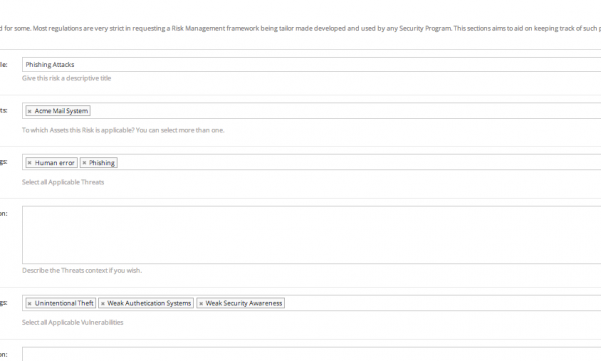 d for some. Most regulations are very strict in requesting a Risk Management framework being tailor made developed and used by any Security Program. This sections aims to aid on keeping track of such
le: Phishing Attacks
Give this risk a descriptive title
ts: × Acme Mail System
To which Assets this Risk is applicable? You can select more than one.
gs: × Human error × Phishing
Select all Applicable Threats
on:
Describe the Threats context if you wish.
gs: × Unintentional Theft × Weak Authetication Systems × Weak Security Awareness
Select all Applicable Vulnerabilities
on: